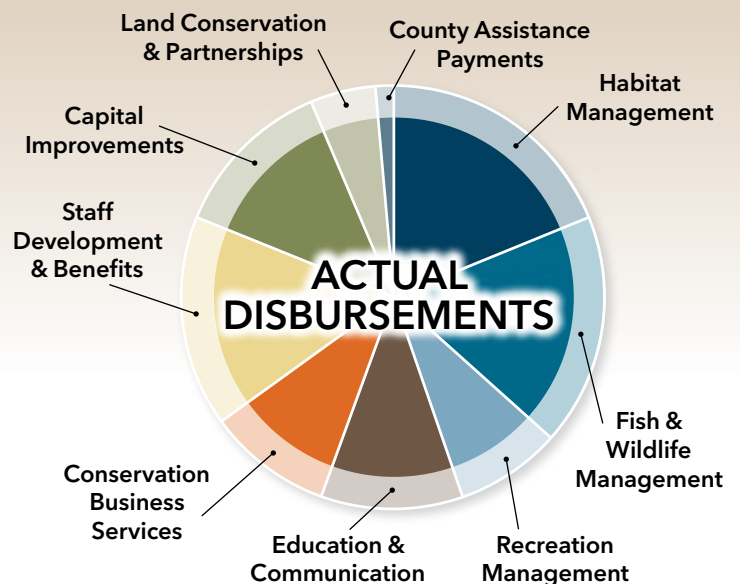 Land Conservation
& Partnerships
County Assistance
Payments
Habitat
Management
Capital
Improvements
Staff
Development
& Benefits
ACTUAL
DISBURSEMENTS
Fish &
Wildlife
Management
Conservation
Business
Services
Education &
Communication
Recreation
Management